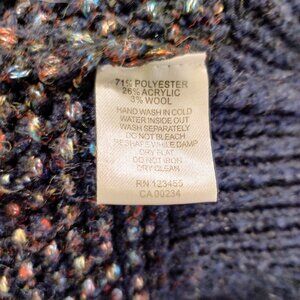 71% POLYESTER
26% ACRYLIC
3% WOOL
HAND WASH IN COLD
WATER INSIDE OUT
WASH SEPARATELY
DO NOT BLEACH
RESHAPE WHILE DAMP
DRY FLAT
DO NOT IRON
DRY CLEAN
RN 123455
CA 00234